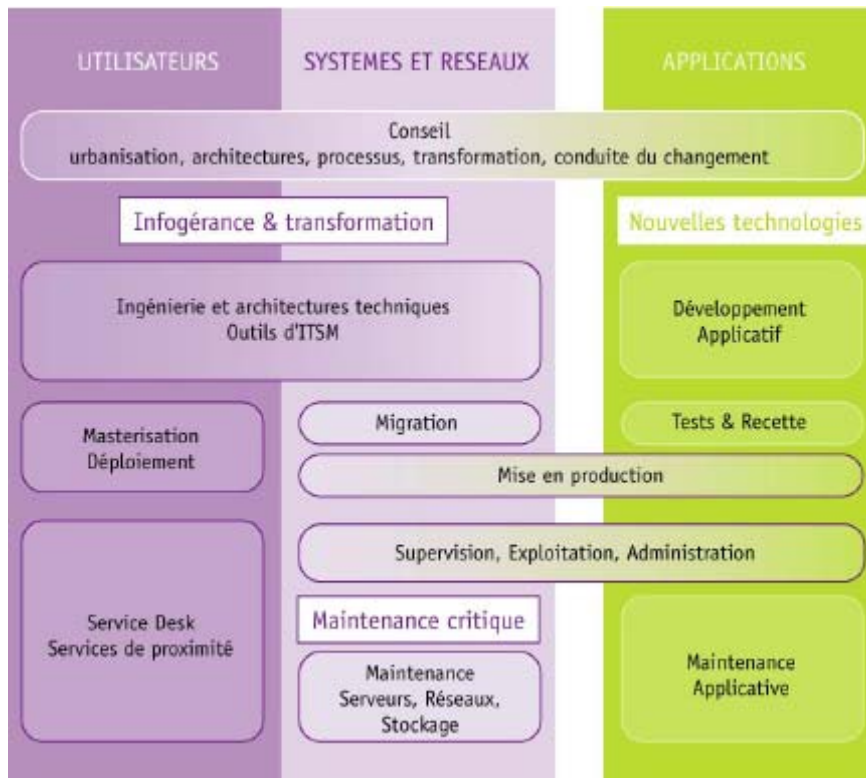 UTILISATEURS
SYSTEMES ET RESEAUX
APPLICATIONS
Conseil
urbanisation, architectures, processus, transformation, conduite du changement
Infogérance & transformation
Nouvelles technologies
Ingénierie et architectures techniques
Outils d'ITSM
Développement
Applicatif
Masterisation
Déploiement
Migration
Tests & Recette
Mise en production
Supervision, Exploitation, Administration
Service Desk
Services de proximité
Maintenance critique
Maintenance
Serveurs, Réseaux,
Stockage
Maintenance
Applicative